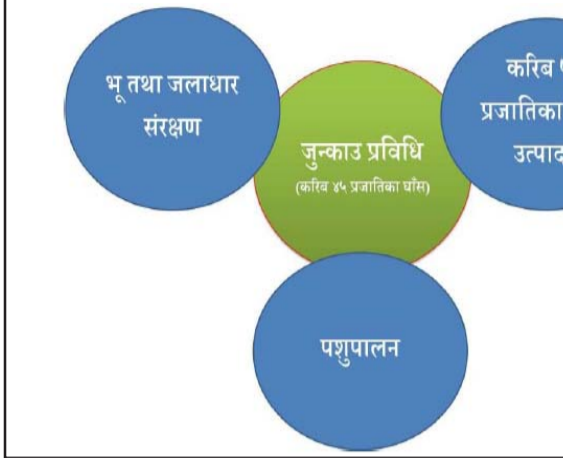 भू तथा जलाधार
संरक्षण
जुन्काउ प्रविधि
(करिब ४५ प्रजातिका घाँस)
करिब
प्रजातिका
पशुपालन